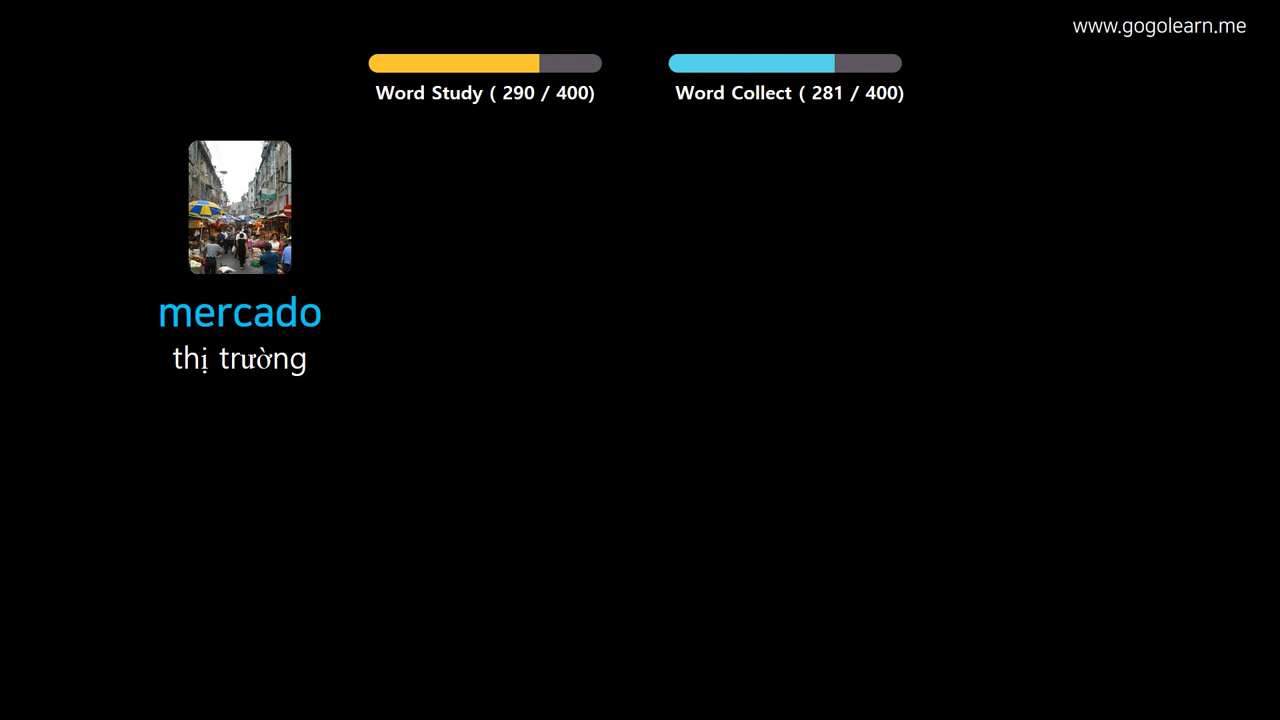 www.gogolearn.me
Word Study ( 290 / 400)
Word Collect ( 281 / 400)
mercado
thị trường